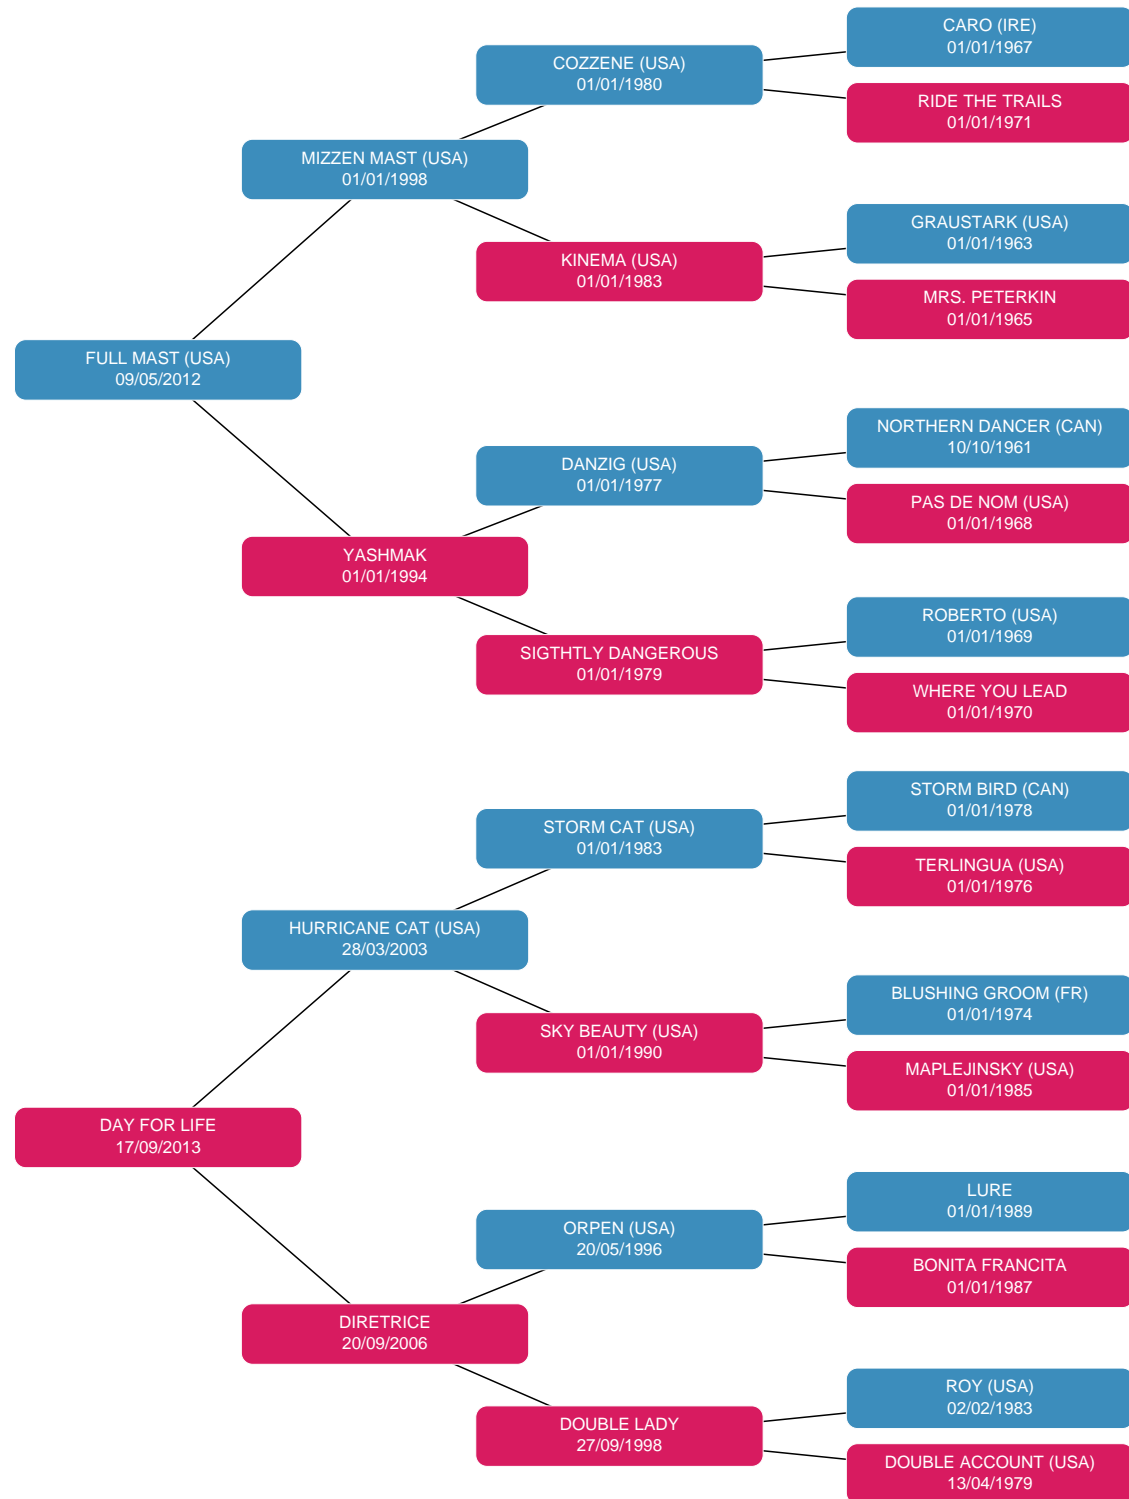 CARO (IRE)
01/01/1967
COZZENE (USA)
01/01/1980
RIDE THE TRAILS
01/01/1971
MIZZEN MAST (USA)
01/01/1998
GRAUSTARK (USA)
01/01/1963
KINEMA (USA)
01/01/1983
MRS. PETERKIN
01/01/1965
FULL MAST (USA)
09/05/2012
NORTHERN DANCER (CAN)
10/10/1961
DANZIG (USA)
01/01/1977
PAS DE NOM (USA)
01/01/1968
YASHMAK
01/01/1994
ROBERTO (USA)
01/01/1969
SIGTHTLY DANGEROUS
01/01/1979
WHERE YOU LEAD
01/01/1970
STORM BIRD (CAN)
01/01/1978
STORM CAT (USA)
01/01/1983
TERLINGUA (USA)
01/01/1976
HURRICANE CAT (USA)
28/03/2003
BLUSHING GROOM (FR)
01/01/1974
SKY BEAUTY (USA)
01/01/1990
MAPLEJINSKY (USA)
01/01/1985
DAY FOR LIFE
17/09/2013
LURE
01/01/1989
ORPEN (USA)
20/05/1996
BONITA FRANCITA
01/01/1987
DIRETRICE
20/09/2006
ROY (USA)
02/02/1983
DOUBLE LADY
27/09/1998
DOUBLE ACCOUNT (USA)
13/04/1979